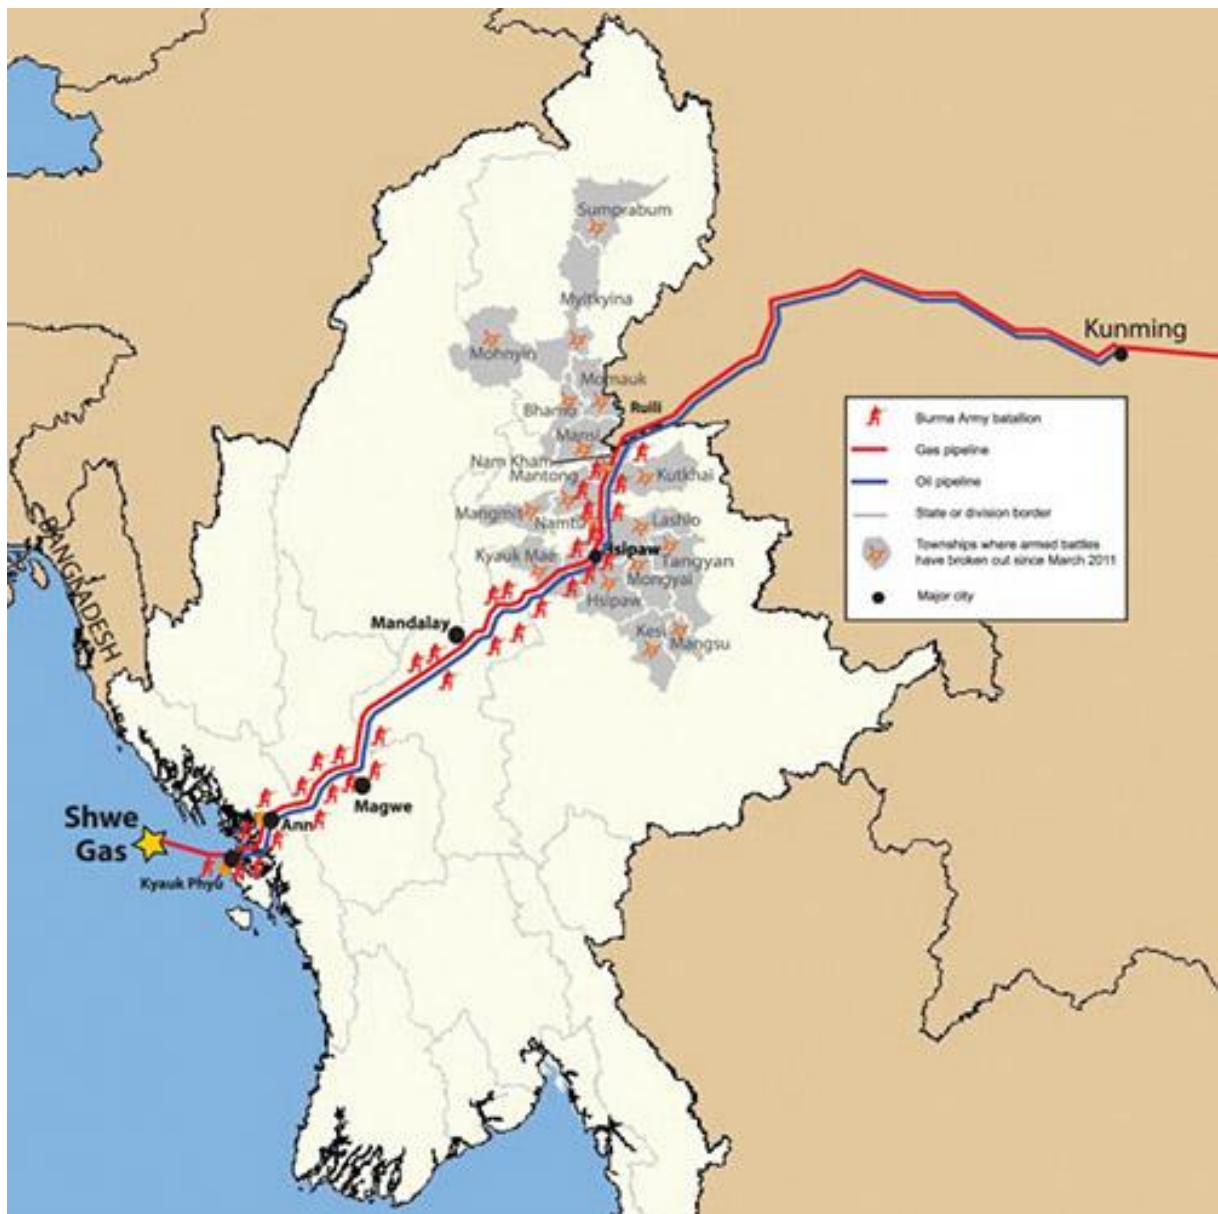 Sumprabum
Myitkyina
Mohnyin
Momauk
Bhamo
Ruili
Mansi
Nam Kham
Mantong
Kutkhai
Mangmit
Namtu
Lashio
Kyauk Mae
Hsipaw
Tangyan
Mongyai
Hsipaw
Kesi
Mangsu
Mandalay
Magwe
Ann
Shwe
Gas
Kyauk Phyu
BANGLADESH
Kunming
Burma Army batallion
Gas pipeline
Oil pipeline
State or division border
Townships where armed battles
have broken out since March 2011
Major city